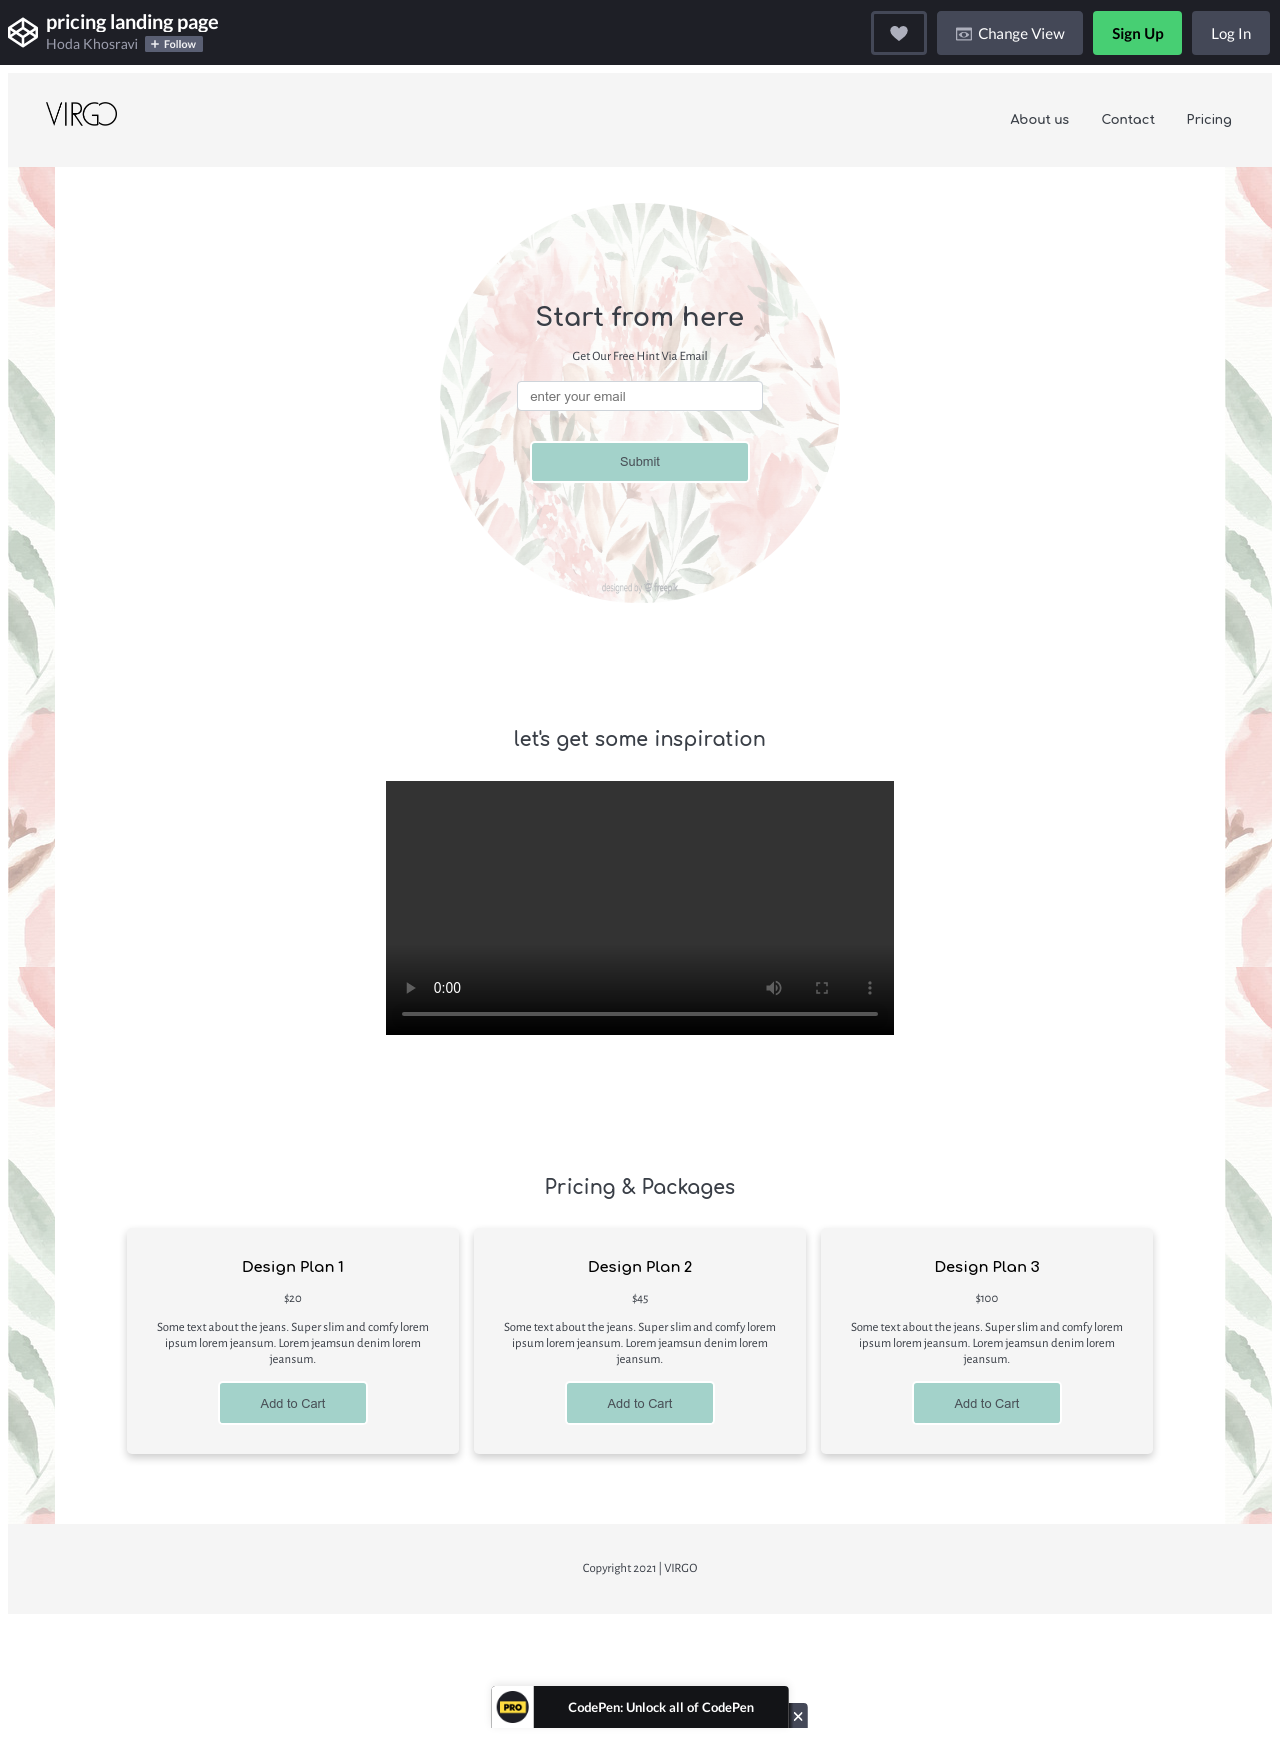 pricing landing page
Hoda Khosravi
+ Follow
Change View
Sign Up
Log In
VIRGO
About us
Contact
Pricing
Start from here
Get Our Free Hint Via Email
enter your email
Submit
designed by freepik
let's get some inspiration
0:00
Pricing & Packages
Design Plan 1
$20
Some text about the jeans. Super slim and comfy lorem
ipsum lorem jeansum. Lorem jeamsun denim lorem
jeansum.
Add to Cart
Design Plan 2
$45
Some text about the jeans. Super slim and comfy lorem
ipsum lorem jeansum. Lorem jeamsun denim lorem
jeansum.
Add to Cart
Design Plan 3
$100
Some text about the jeans. Super slim and comfy lorem
ipsum lorem jeansum. Lorem jeamsun denim lorem
jeansum.
Add to Cart
Copyright 2021 | VIRGO
PRO
CodePen: Unlock all of CodePen